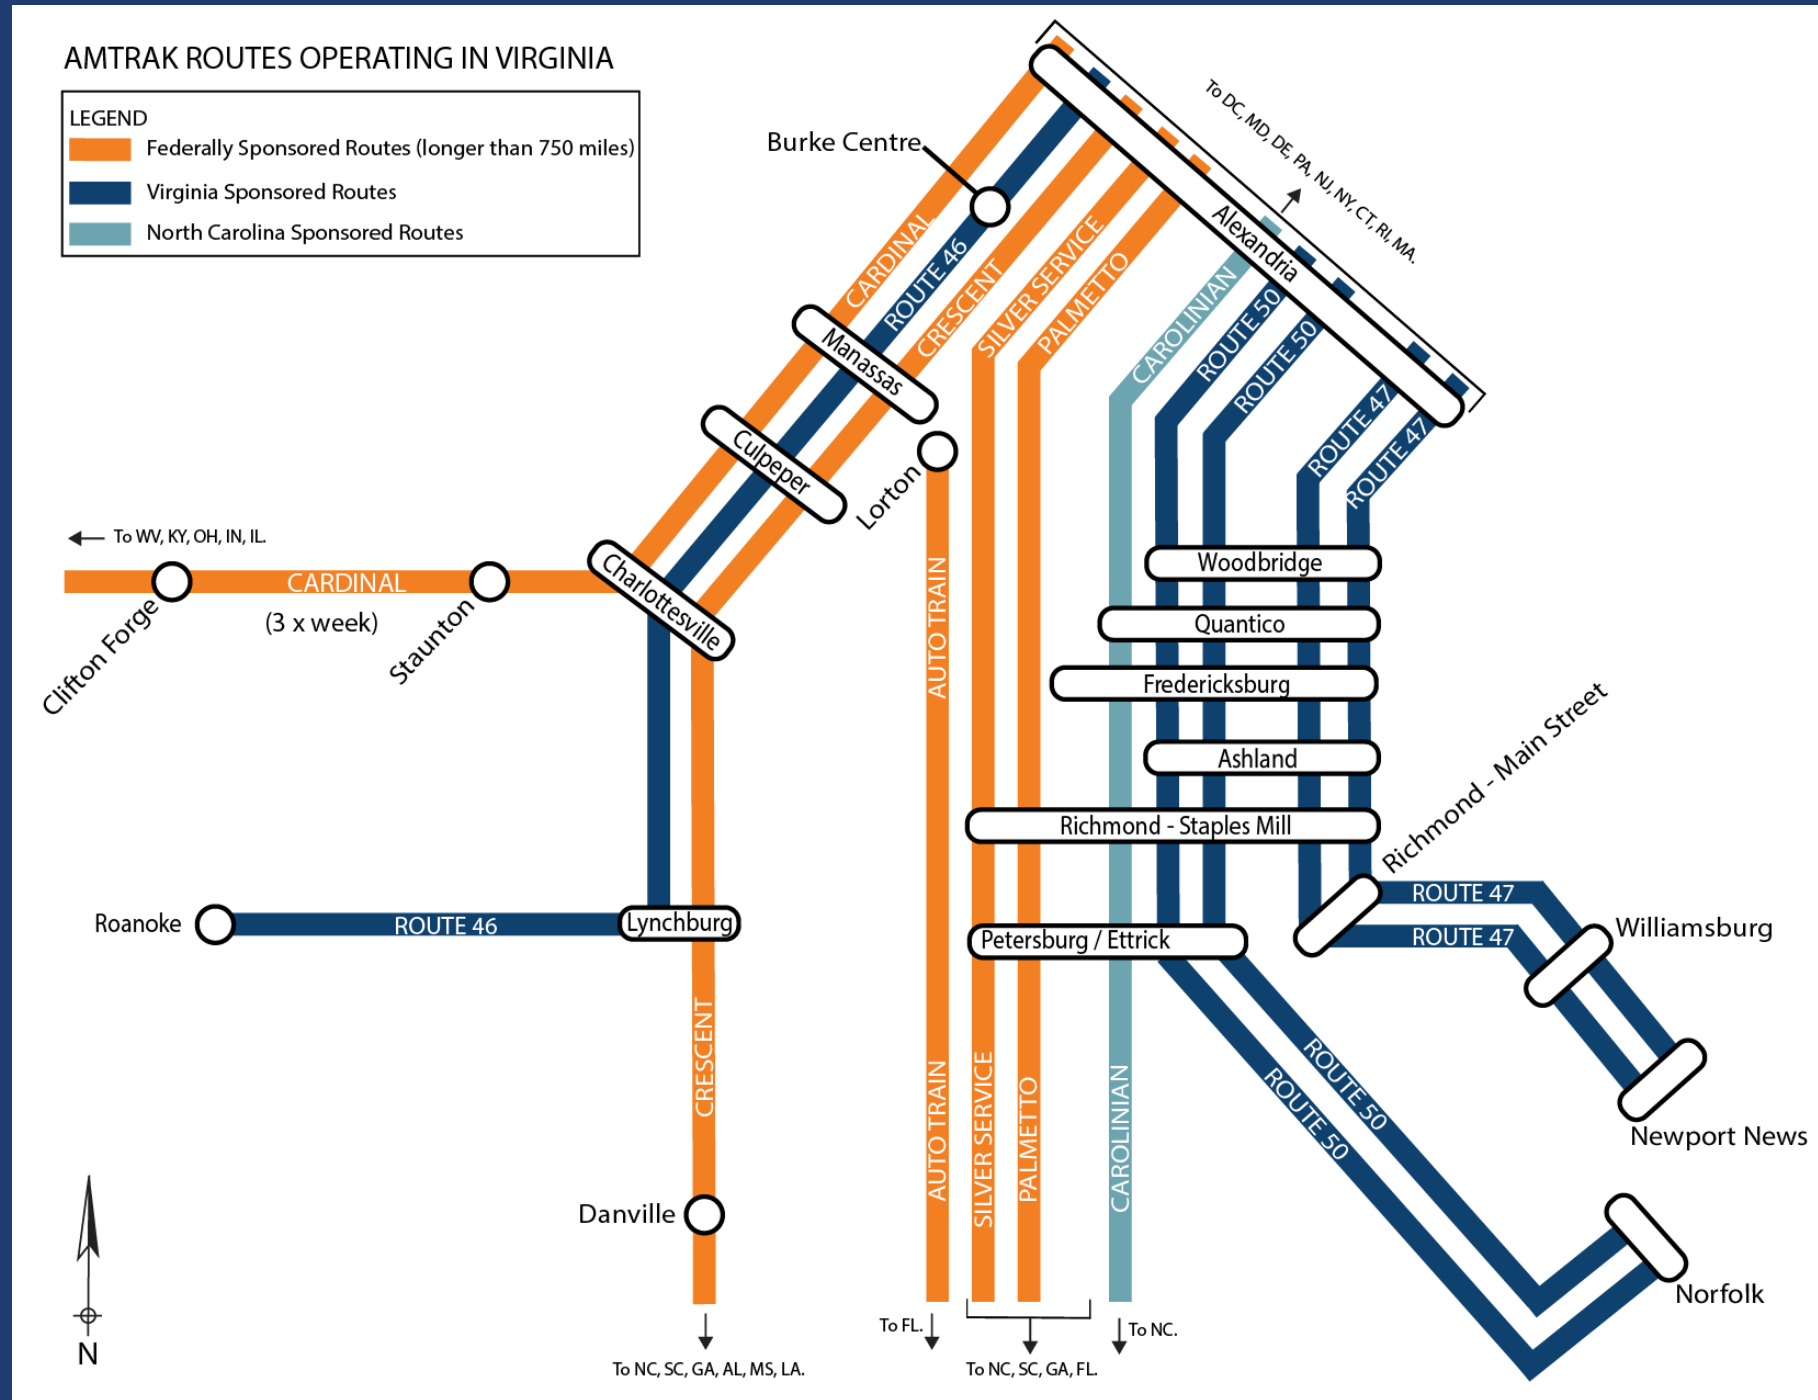 AMTRAK ROUTES OPERATING IN VIRGINIA
LEGEND
Federally Sponsored Routes (longer than 750 miles)
Virginia Sponsored Routes
North Carolina Sponsored Routes
Burke Centre
To DC, MD, DE, PA, NJ, NY, CT, RI, MA.
Alexandria
CARDINAL
ROUTE 46
CRESCENT
SILVER SERVICE
PALMETTO
CAROLINIAN
ROUTE 50
ROUTE 50
ROUTE 47
ROUTE 47
Manassas
Culpeper
Lorton
To WV, KY, OH, IN, IL.
CARDINAL
(3 x week)
Clifton Forge
Staunton
Charlottesville
AUTO TRAIN
Woodbridge
Quantico
Fredericksburg
Ashland
Richmond - Staples Mill
Richmond - Main Street
ROUTE 47
ROUTE 47
Williamsburg
Newport News
Roanoke
ROUTE 46
Lynchburg
Petersburg / Ettrick
CRESCENT
AUTO TRAIN
SILVER SERVICE
PALMETTO
CAROLINIAN
ROUTE 50
ROUTE 50
Danville
Norfolk
N
To NC, SC, GA, AL, MS, LA.
To FL.
To NC, SC, GA, FL.
To NC.